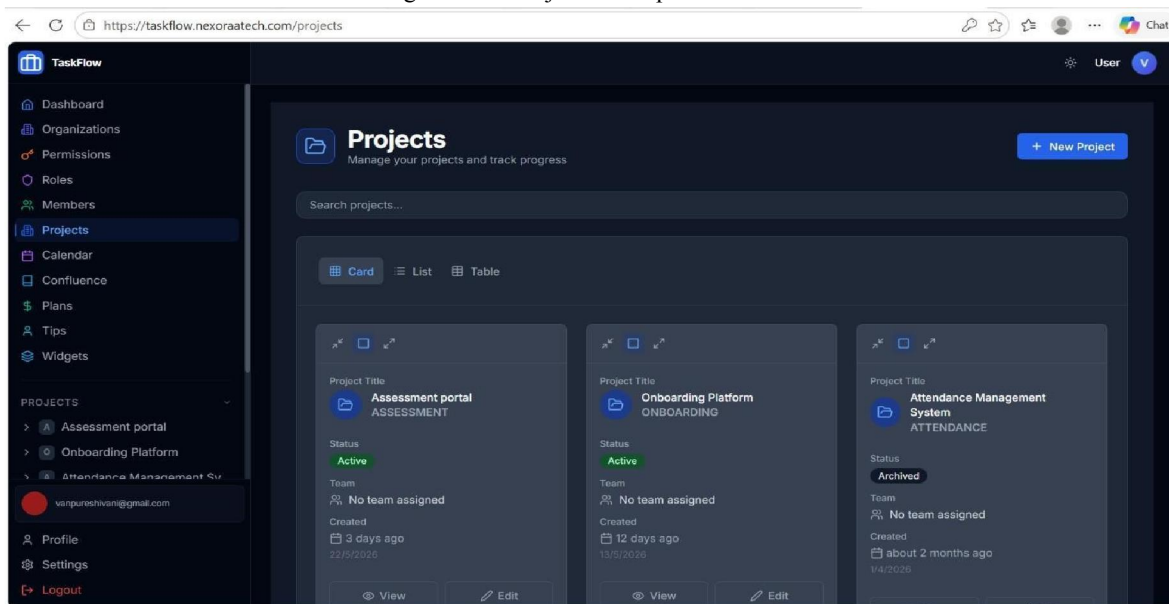 https://taskflow.nexoraatech.com/projects
Chat
TaskFlow
User V
Dashboard
Organizations
Permissions
Roles
Members
Projects
Calendar
Confluence
Plans
Tips
Widgets
PROJECTS
A Assessment portal
O Onboarding Platform
A Attendance Management Sy
vanpureshivani@gmail.com
Profile
Settings
Logout
Projects
Manage your projects and track progress
+ New Project
Search projects...
Card List Table
Project Title
Assessment portal
ASSESSMENT
Status
Active
Team
No team assigned
Created
3 days ago
22/5/2026
View Edit
Project Title
Onboarding Platform
ONBOARDING
Status
Active
Team
No team assigned
Created
12 days ago
13/5/2026
View Edit
Project Title
Attendance Management
System
ATTENDANCE
Status
Archived
Team
No team assigned
Created
about 2 months ago
1/4/2026